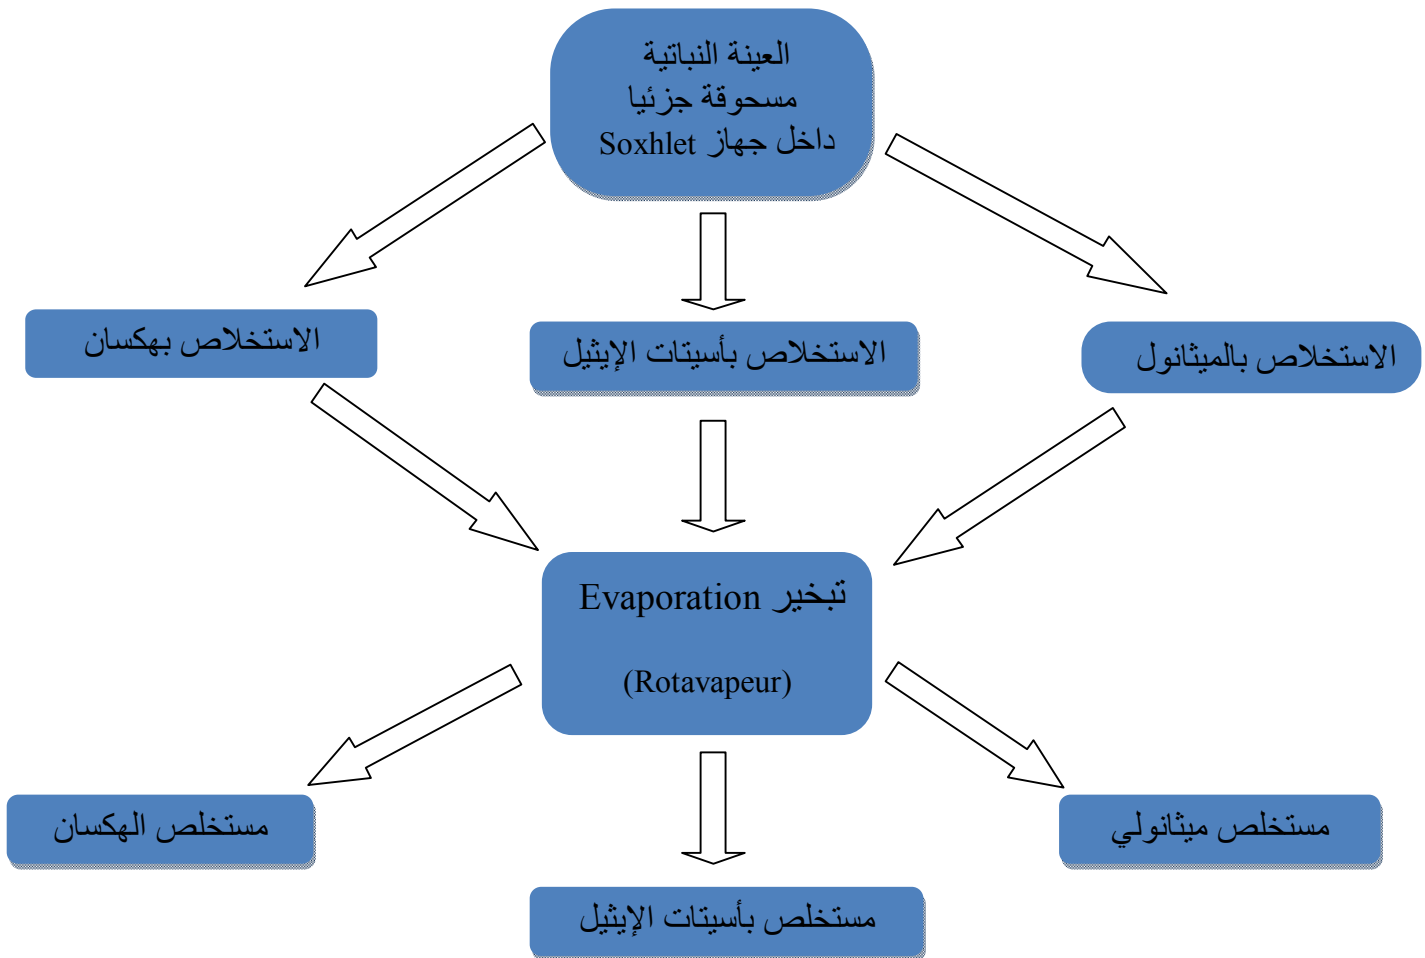 العينة النباتية
مسحوقة جزئيا
داخل جهاز Soxhlet
الاستخلاص بالميثانول
الاستخلاص بأسيتات الإيثيل
الاستخلاص بهكسان
تبخير Evaporation
(Rotavapeur)
مستخلص ميثانولي
مستخلص الهكسان
مستخلص بأسيتات الإيثيل